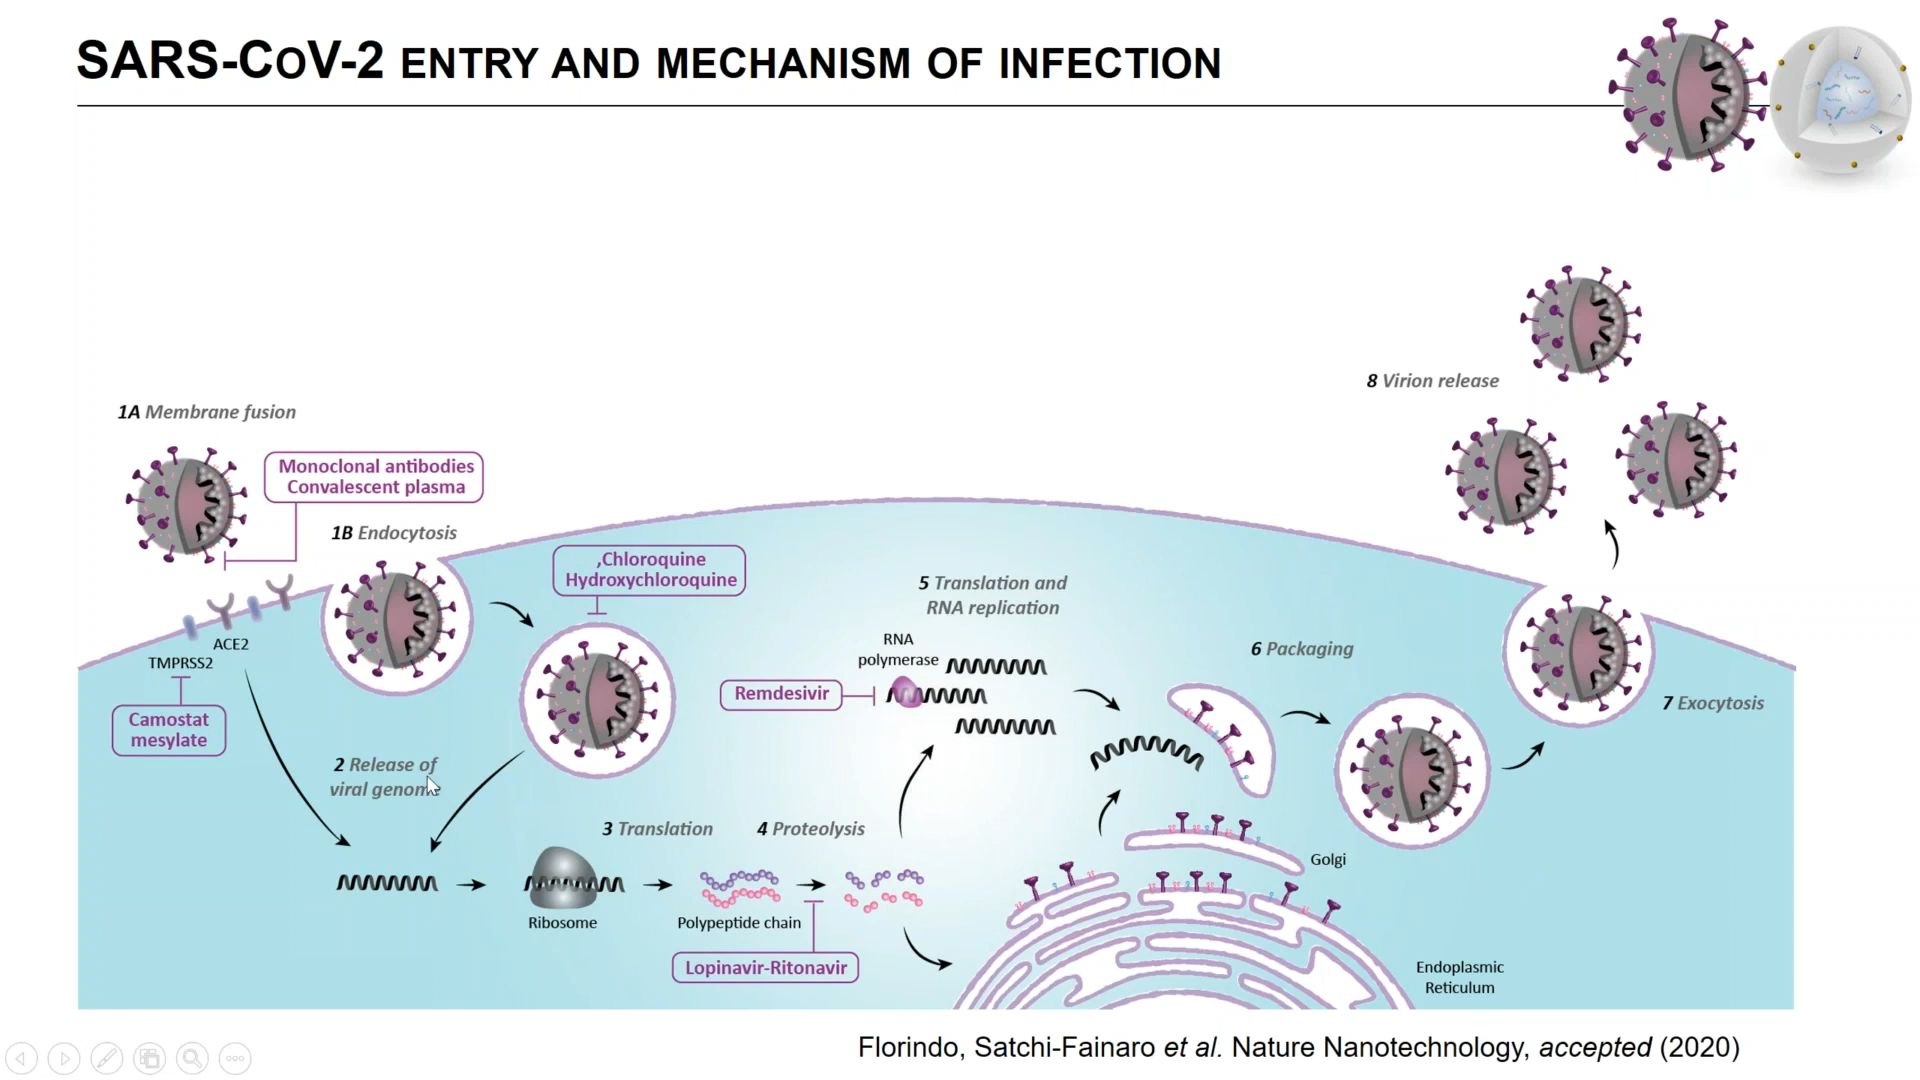 SARS-CoV-2 ENTRY AND MECHANISM OF INFECTION
8 Virion release
1A Membrane fusion
Monoclonal antibodies
Convalescent plasma
1B Endocytosis
,Chloroquine
Hydroxychloroquine
5 Translation and
RNA replication
RNA
polymerase
ACE2
TMPRSS2
6 Packaging
Remdesivir
7 Exocytosis
Camostat
mesylate
2 Release of
viral genome
3 Translation
4 Proteolysis
Golgi
Ribosome
Polypeptide chain
Lopinavir-Ritonavir
Endoplasmic
Reticulum
Florindo, Satchi-Fainaro et al. Nature Nanotechnology, accepted (2020)